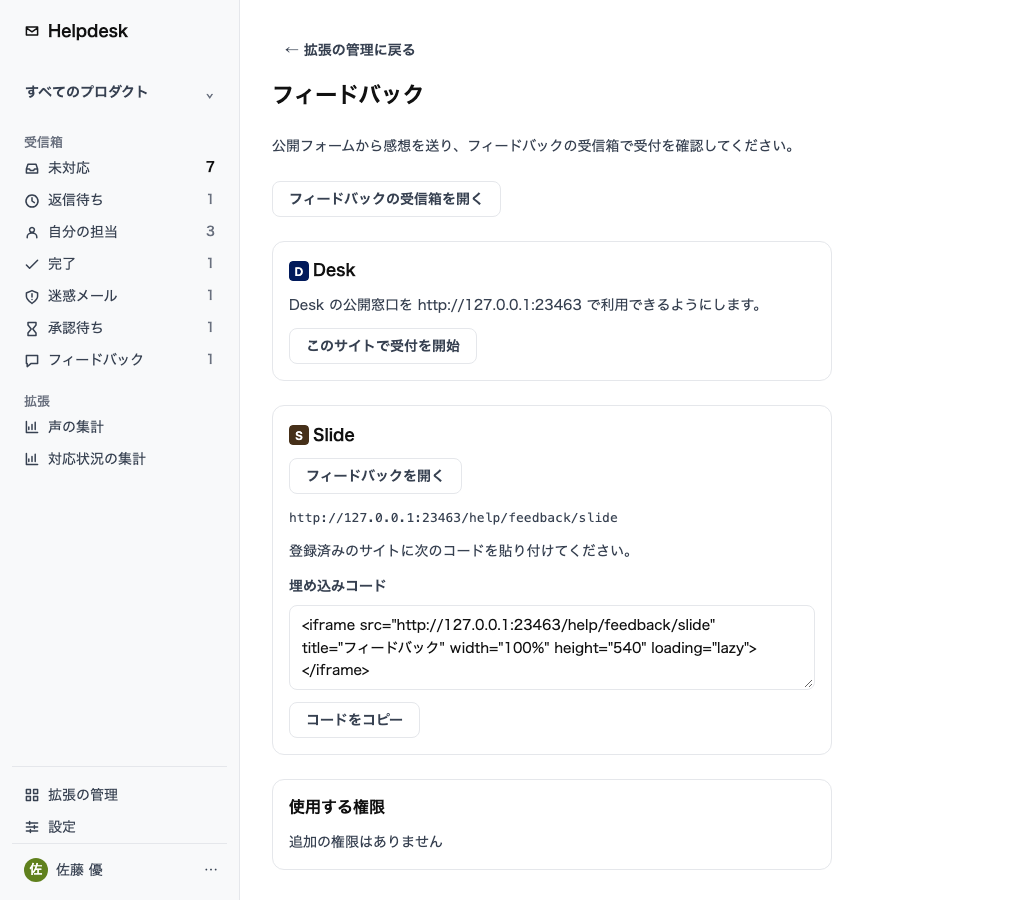 Helpdesk
すべてのプロダクト
受信箱
未対応 7
返信待ち 1
自分の担当 3
完了 1
迷惑メール 1
承認待ち 1
フィードバック 1
拡張
声の集計
対応状況の集計
拡張の管理
設定
佐 佐藤 優 ···
← 拡張の管理に戻る
フィードバック
公開フォームから感想を送り、フィードバックの受信箱で受付を確認してください。
フィードバックの受信箱を開く
D Desk
Desk の公開窓口を http://127.0.0.1:23463 で利用できるようにします。
このサイトで受付を開始
S Slide
フィードバックを開く
http://127.0.0.1:23463/help/feedback/slide
登録済みのサイトに次のコードを貼り付けてください。
埋め込みコード
<iframe src="http://127.0.0.1:23463/help/feedback/slide"
title="フィードバック" width="100%" height="540" loading="lazy">
</iframe>
コードをコピー
使用する権限
追加の権限はありません